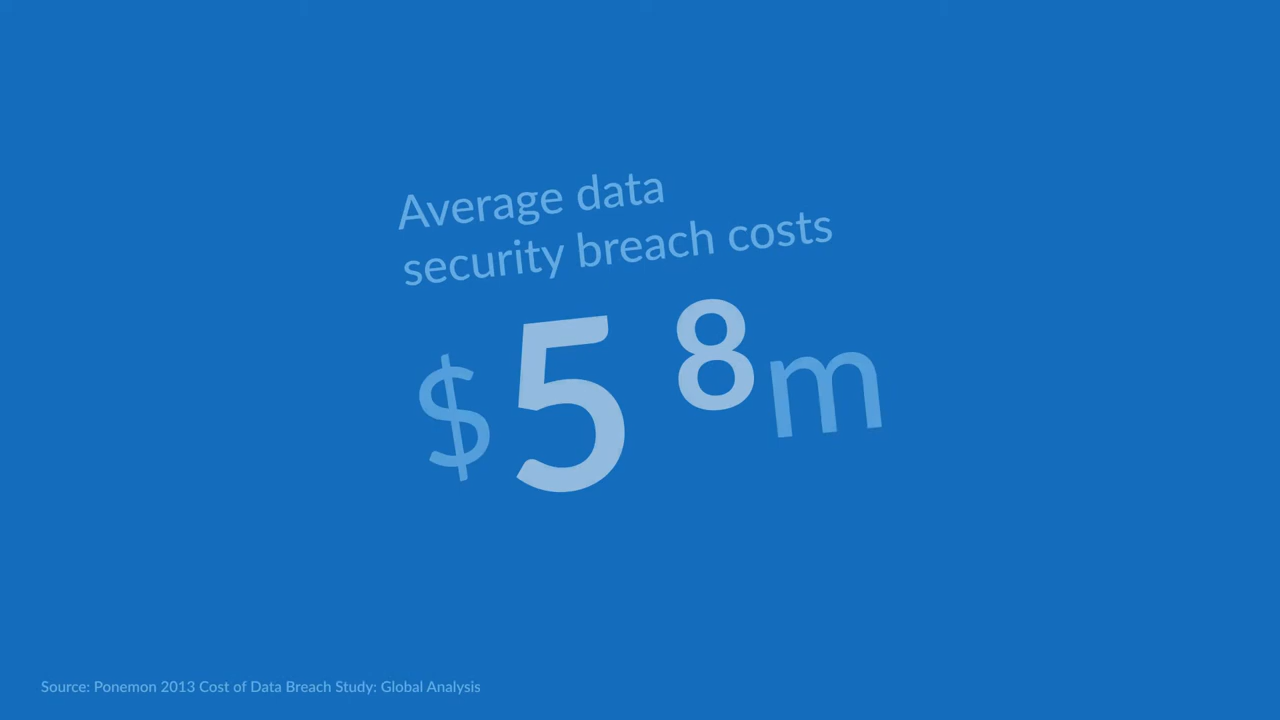 Average data
security breach costs
$5 8m
Source: Ponemon 2013 Cost of Data Breach Study: Global Analysis